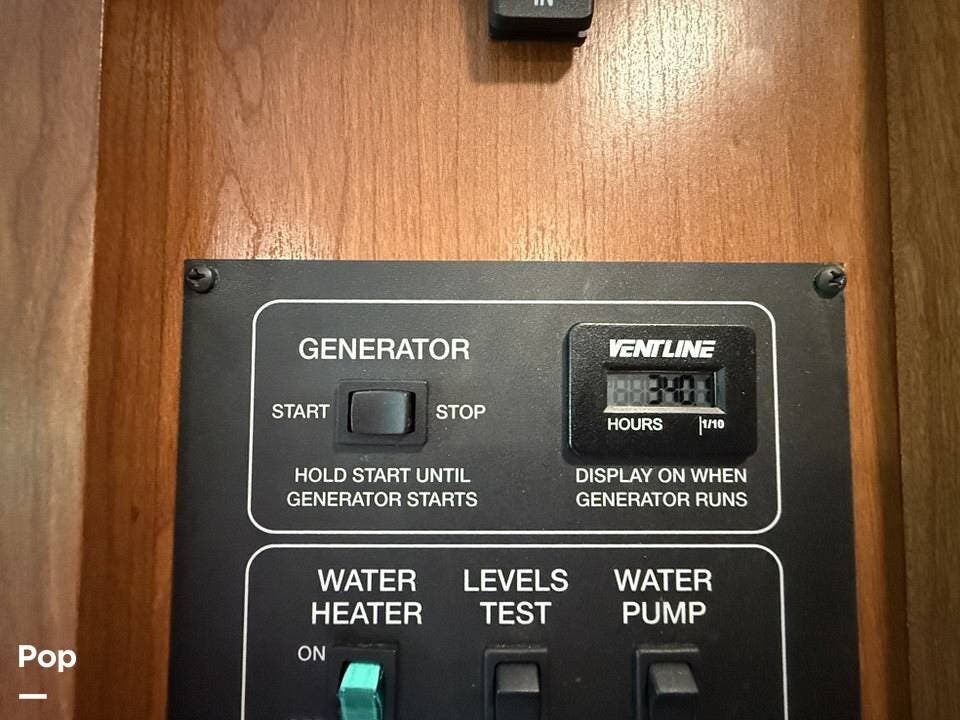 IN
GENERATOR
START
STOP
HOLD START UNTIL
GENERATOR STARTS
VENTLINE
HOURS
1/10
DISPLAY ON WHEN
GENERATOR RUNS
WATER
HEATER
LEVELS
TEST
WATER
PUMP
ON
Pop